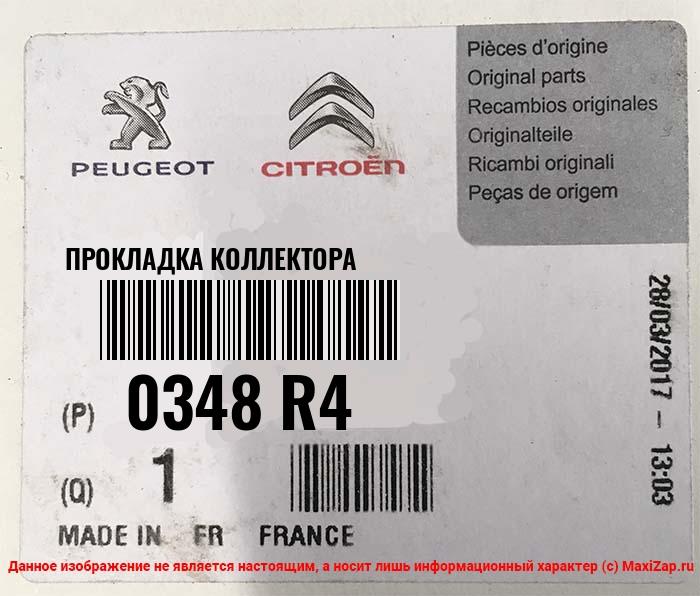 PEUGEOT
CITROËN
Pièces d'origine
Original parts
Recambios originales
Originalteile
Ricambi originali
Peças de origem
ПРОКЛАДКА КОЛЛЕКТОРА
28/03/2017 - 13:03
(P) 0348 R4
(Q) 1
MADE IN FR FRANCE
Данное изображение не является настоящим, а носит лишь информационный характер (c) MaxiZap.ru